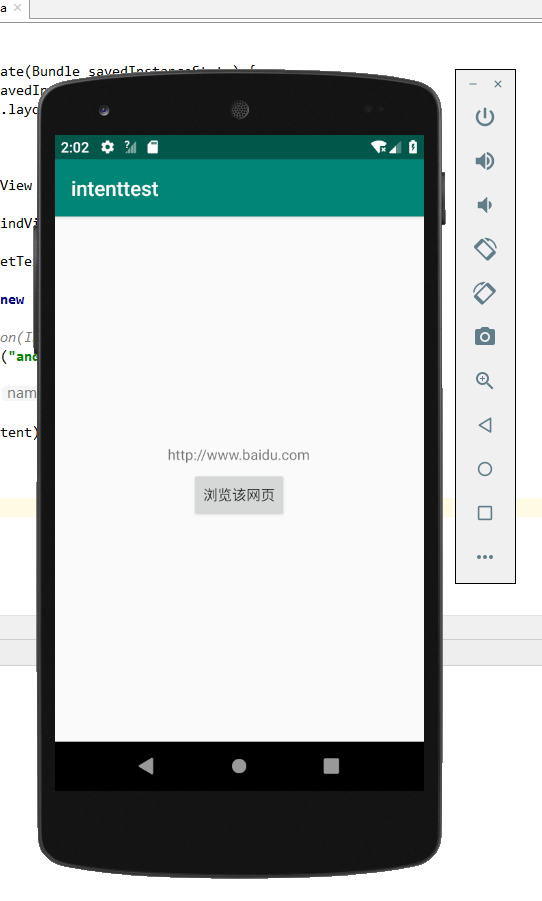 a
ate(Bundle savedInstanceState) {
.layo
View
indVi
etTe
new
on(I
("and
nam
tent)
2:02
intenttest
http://www.baidu.com
浏览该网页